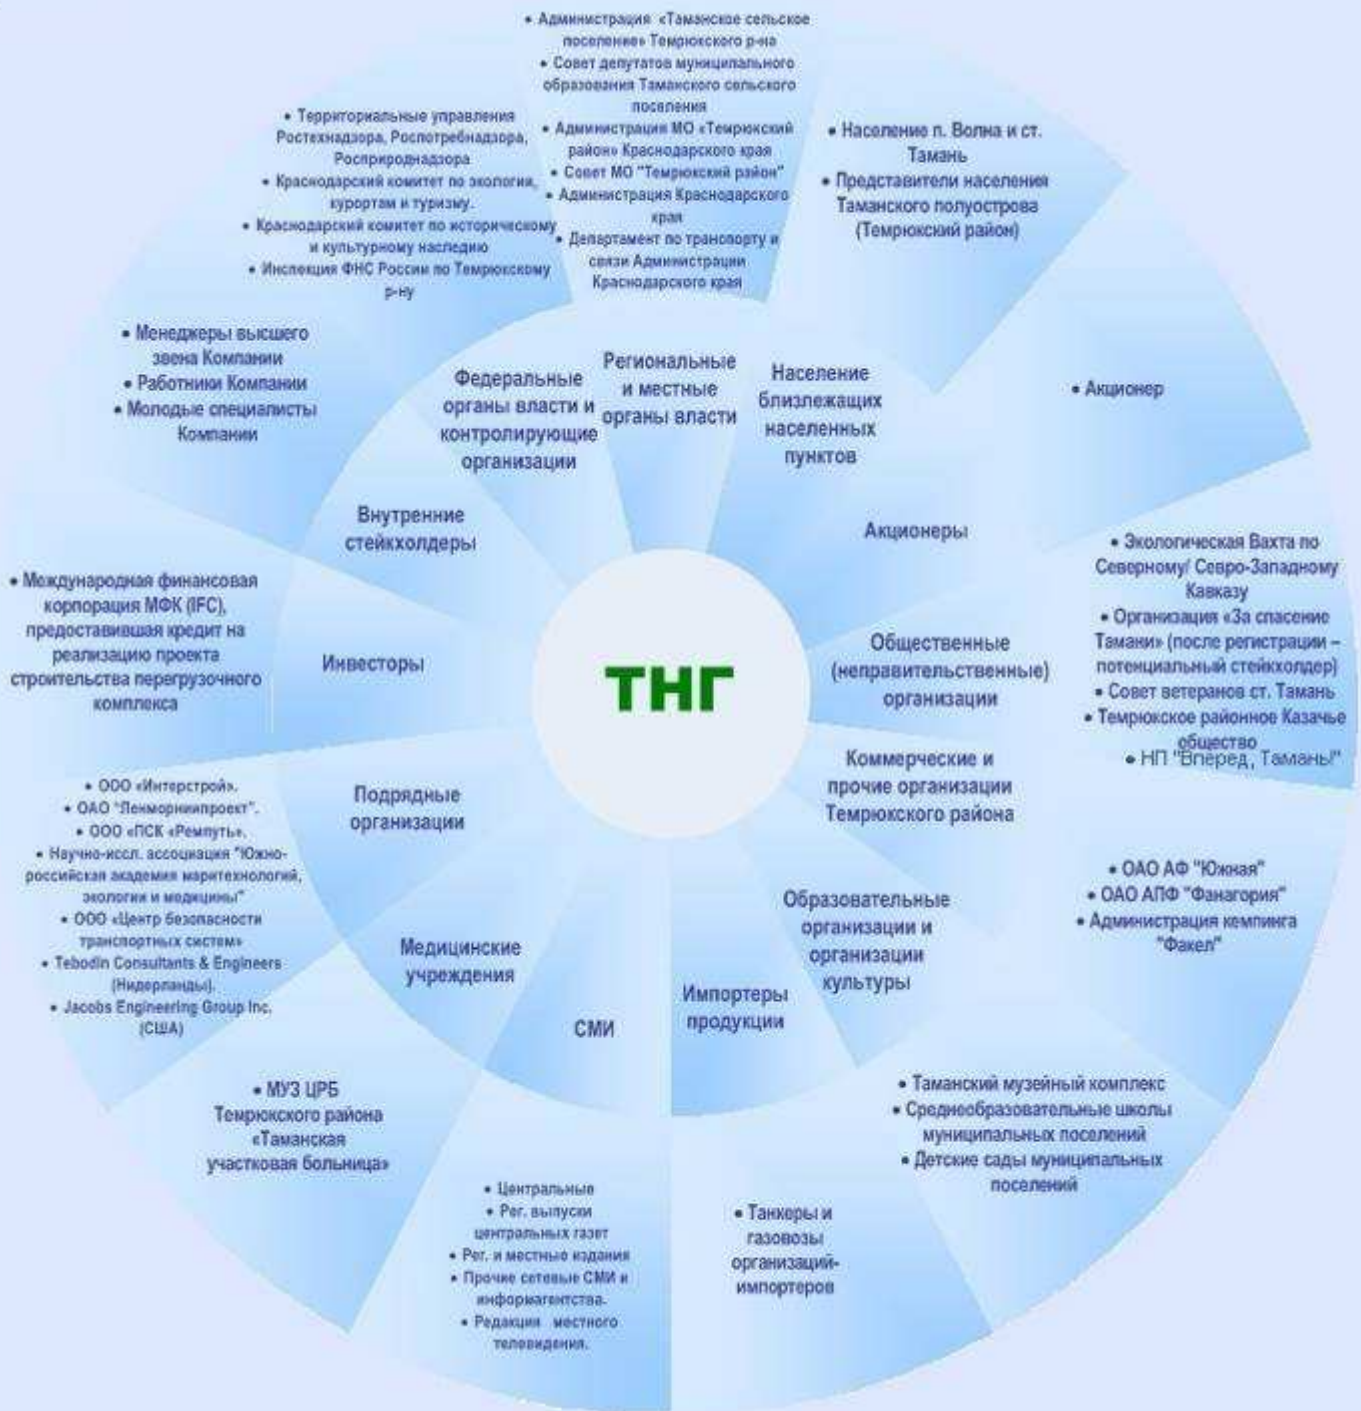 • Администрация «Таманское сельское
поселение» Темрюкского р-на
• Совет депутатов муниципального
образования Таманского сельского
поселения
• Администрация МО «Темрюкский
район» Краснодарского края
• Совет МО "Темрюкский район"
• Администрация Краснодарского
края
• Департамент по транспорту и
связи Администрации
Краснодарского края
• Территориальные управления
Ростехнадзора, Роспотребнадзора,
Росприроднадзора
• Краснодарский комитет по экологии,
курортам и туризму.
• Краснодарский комитет по историческому
и культурному наследию
• Инспекция ФНС России по Темрюкскому
р-ну
• Население п. Волна и ст.
Тамань
• Представители населения
Таманского полуострова
(Темрюкский район)
• Менеджеры высшего
звена Компании
• Работники Компании
• Молодые специалисты
Компании
• Акционер
Федеральные
органы власти и
контролирующие
организации
Региональные
и местные
органы власти
Население
близлежащих
населенных
пунктов
Внутренние
стейкхолдеры
Акционеры
• Международная финансовая
корпорация МФК (IFC),
предоставившая кредит на
реализацию проекта
строительства перегрузочного
комплекса
Инвесторы
ТНГ
Общественные
(неправительственные)
организации
• Экологическая Вахта по
Северному/ Севро-Западному
Кавказу
• Организация «За спасение
Тамани» (после регистрации –
потенциальный стейкхолдер)
• Совет ветеранов ст. Тамань
• Темрюкское районное Казачье
общество
• НП "Вперед, Тамань!"
Коммерческие и
прочие организации
Темрюкского района
Подрядные
организации
• ООО «Интерстрой».
• ОАО "Ленморниипроект".
• ООО «ПСК «Ремпуть».
• Научно-иссл. ассоциация "Южно-
российская академия маритехнологий,
экологии и медицины"
• ООО «Центр безопасности
транспортных систем»
• Tebodin Consultants & Engineers
(Нидерланды).
• Jacobs Engineering Group Inc.
(США)
• ОАО АФ "Южная"
• ОАО АПФ "Фанагория"
• Администрация кемпинга
"Факел"
Образовательные
организации и
организации
культуры
Медицинские
учреждения
Импортеры
продукции
СМИ
• МУЗ ЦРБ
Темрюкского района
«Таманская
участковая больница»
• Таманский музейный комплекс
• Среднеобразовательные школы
муниципальных поселений
• Детские сады муниципальных
поселений
• Центральные
• Рег. выпуски
центральных газет
• Рег. и местные издания
• Прочие сетевые СМИ и
информагентства.
• Редакция местного
телевидения.
• Танкеры и
газовозы
организаций-
импортеров